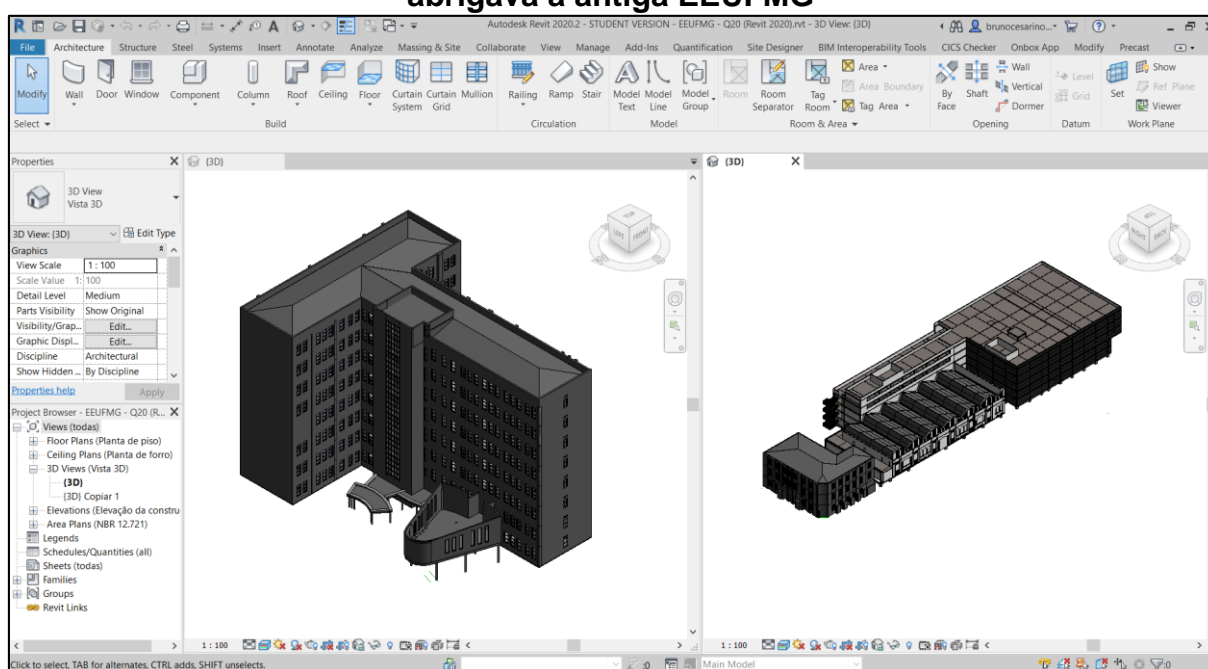 abrigava a antiga EEUFMG
Autodesk Revit 2020.2 - STUDENT VERSION - EEUFMG - Q20 (Revit 2020).rvt - 3D View: {3D}
brunocesarino...
File Architecture Structure Steel Systems Insert Annotate Analyze Massing & Site Collaborate View Manage Add-Ins Quantification Site Designer BIM Interoperability Tools CICS Checker Onbox App Modify Precast
Modify Wall Door Window Component Column Roof Ceiling Floor Curtain System Curtain Grid Mullion Railing Ramp Stair Model Text Model Line Model Group Room Room Separator Tag Room Area Area Boundary Tag Area By Face Shaft Wall Vertical Dormer Level Grid Set Show Ref Plane Viewer
Select Build Circulation Model Room & Area Opening Datum Work Plane
Properties
{3D}
{3D}
3D View
Vista 3D
3D View: {3D} Edit Type
Graphics
View Scale 1 : 100
Scale Value 1: 100
Detail Level Medium
Parts Visibility Show Original
Visibility/Grap... Edit...
Graphic Displ... Edit...
Discipline Architectural
Show Hidden ... By Discipline
Properties help Apply
Project Browser - EEUFMG - Q20 (R...
Views (todas)
Floor Plans (Planta de piso)
Ceiling Plans (Planta de forro)
3D Views (Vista 3D)
{3D}
{3D} Copiar 1
Elevations (Elevação da constru
Area Plans (NBR 12.721)
Legends
Schedules/Quantities (all)
Sheets (todas)
Families
Groups
Revit Links
TOP
LEFT FRONT
RIGHT BACK
1 : 100
1 : 100
Click to select, TAB for alternates, CTRL adds, SHIFT unselects.
:0
Main Model
:0